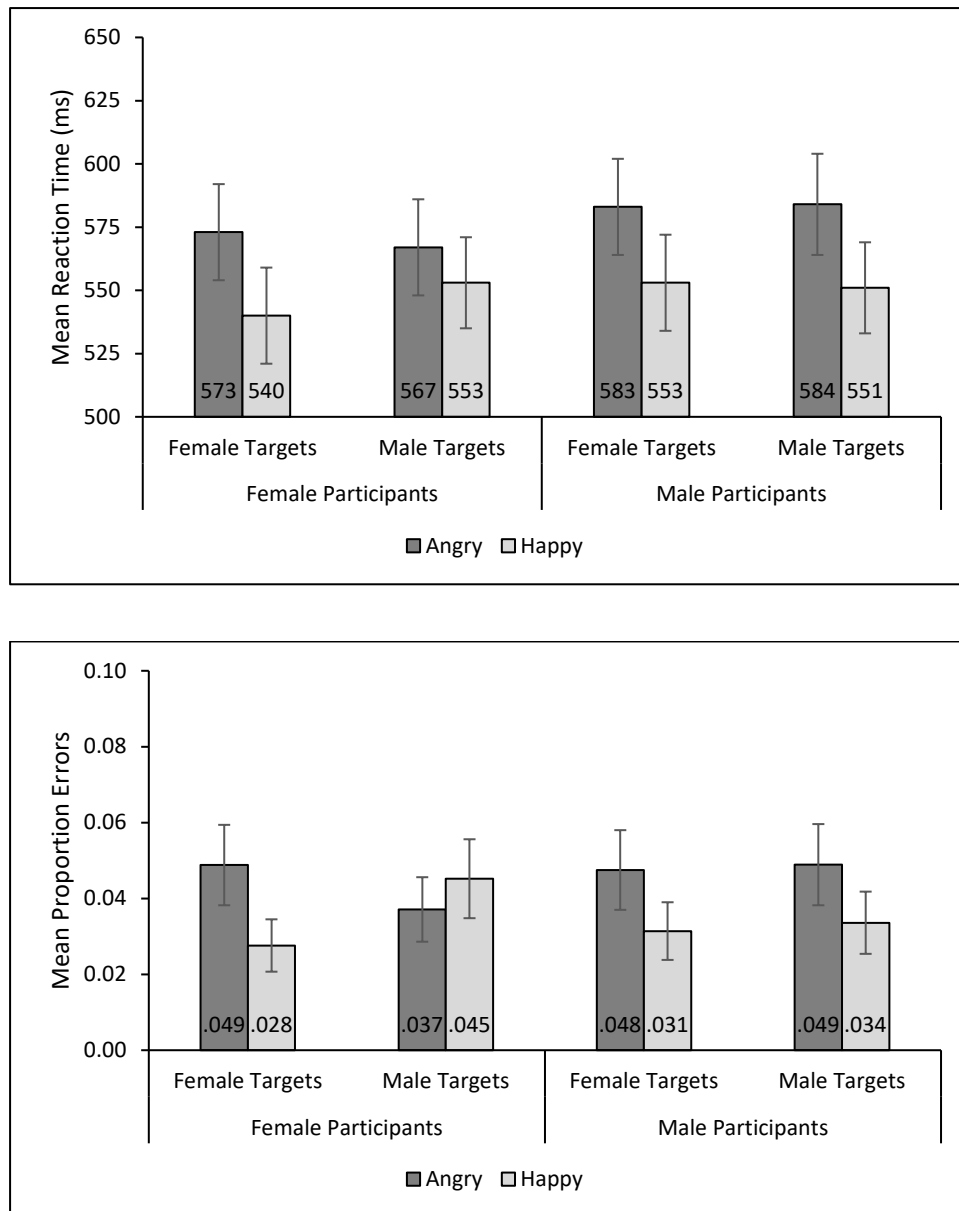 650
625
600
575
550
525
500
Mean Reaction Time (ms)
573 540 567 553 583 553 584 551
Female Targets Male Targets Female Targets Male Targets
Female Participants Male Participants
Angry Happy
0.10
0.08
0.06
0.04
0.02
0.00
Mean Proportion Errors
.049 .028 .037 .045 .048 .031 .049 .034
Female Targets Male Targets Female Targets Male Targets
Female Participants Male Participants
Angry Happy